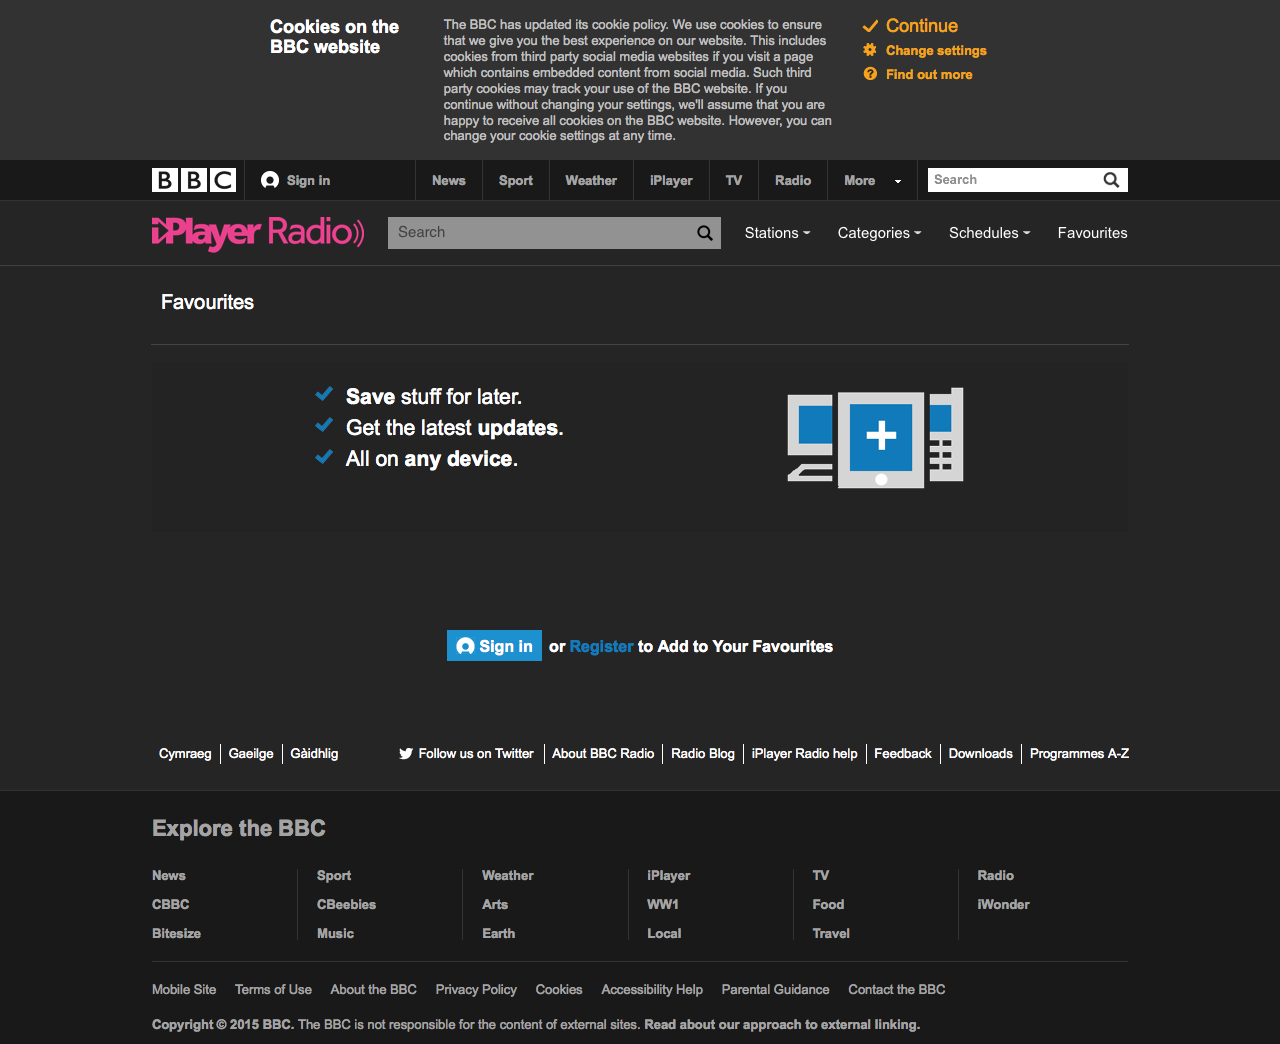 Cookies on the
BBC website
The BBC has updated its cookie policy. We use cookies to ensure
that we give you the best experience on our website. This includes
cookies from third party social media websites if you visit a page
which contains embedded content from social media. Such third
party cookies may track your use of the BBC website. If you
continue without changing your settings, we'll assume that you are
happy to receive all cookies on the BBC website. However, you can
change your cookie settings at any time.
Continue
Change settings
Find out more
BBC Sign in News Sport Weather iPlayer TV Radio More Search
iPlayer Radio Search Stations Categories Schedules Favourites
Favourites
Save stuff for later.
Get the latest updates.
All on any device.
Sign in or Register to Add to Your Favourites
Cymraeg Gaeilge Gàidhlig Follow us on Twitter About BBC Radio Radio Blog iPlayer Radio help Feedback Downloads Programmes A-Z
Explore the BBC
News Sport Weather iPlayer TV Radio
CBBC CBeebies Arts WW1 Food iWonder
Bitesize Music Earth Local Travel
Mobile Site Terms of Use About the BBC Privacy Policy Cookies Accessibility Help Parental Guidance Contact the BBC
Copyright © 2015 BBC. The BBC is not responsible for the content of external sites. Read about our approach to external linking.